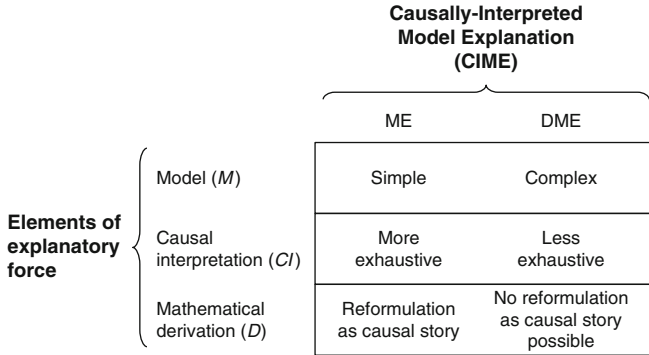 Causally-Interpreted
Model Explanation
(CIME)
ME DME
Model (M) Simple Complex
Elements of
explanatory
force
Causal
interpretation (CI)
More
exhaustive
Less
exhaustive
Mathematical
derivation (D)
Reformulation
as causal story
No reformulation
as causal story
possible